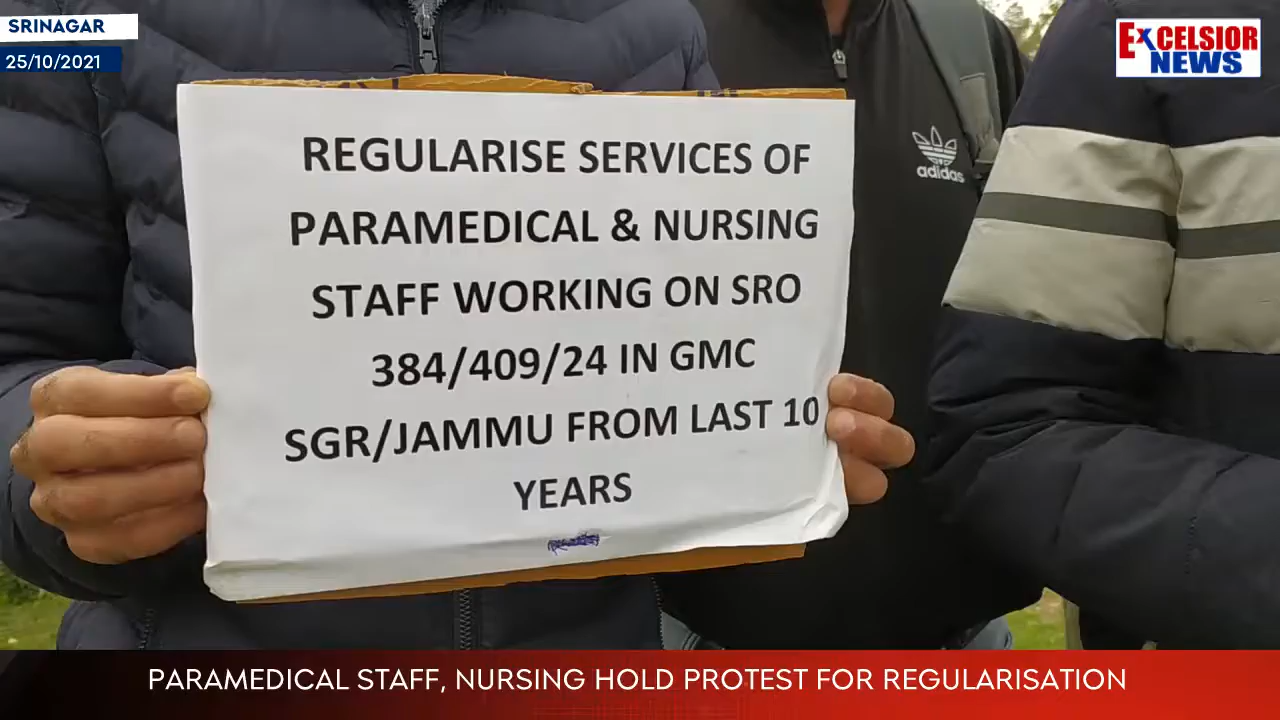 SRINAGAR
25/10/2021
EXCELSIOR
NEWS
adidas
REGULARISE SERVICES OF
PARAMEDICAL & NURSING
STAFF WORKING ON SRO
384/409/24 IN GMC
SGR/JAMMU FROM LAST 10
YEARS
PARAMEDICAL STAFF, NURSING HOLD PROTEST FOR REGULARISATION